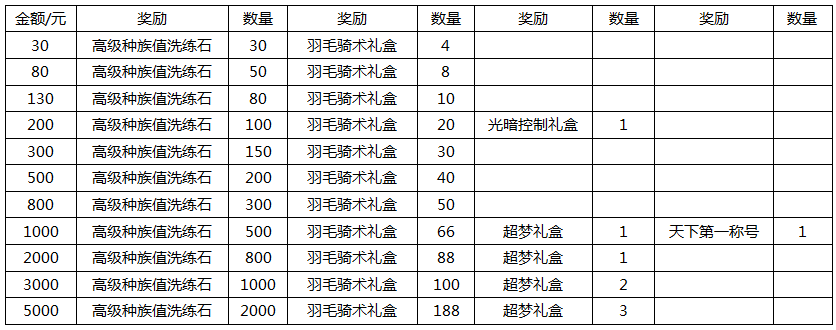 金额/元 奖励 数量 奖励 数量 奖励 数量 奖励 数量
30 高级种族值洗练石 30 羽毛骑术礼盒 4
80 高级种族值洗练石 50 羽毛骑术礼盒 8
130 高级种族值洗练石 80 羽毛骑术礼盒 10
200 高级种族值洗练石 100 羽毛骑术礼盒 20 光暗控制礼盒 1
300 高级种族值洗练石 150 羽毛骑术礼盒 30
500 高级种族值洗练石 200 羽毛骑术礼盒 40
800 高级种族值洗练石 300 羽毛骑术礼盒 50
1000 高级种族值洗练石 500 羽毛骑术礼盒 66 超梦礼盒 1 天下第一称号 1
2000 高级种族值洗练石 800 羽毛骑术礼盒 88 超梦礼盒 1
3000 高级种族值洗练石 1000 羽毛骑术礼盒 100 超梦礼盒 2
5000 高级种族值洗练石 2000 羽毛骑术礼盒 188 超梦礼盒 3